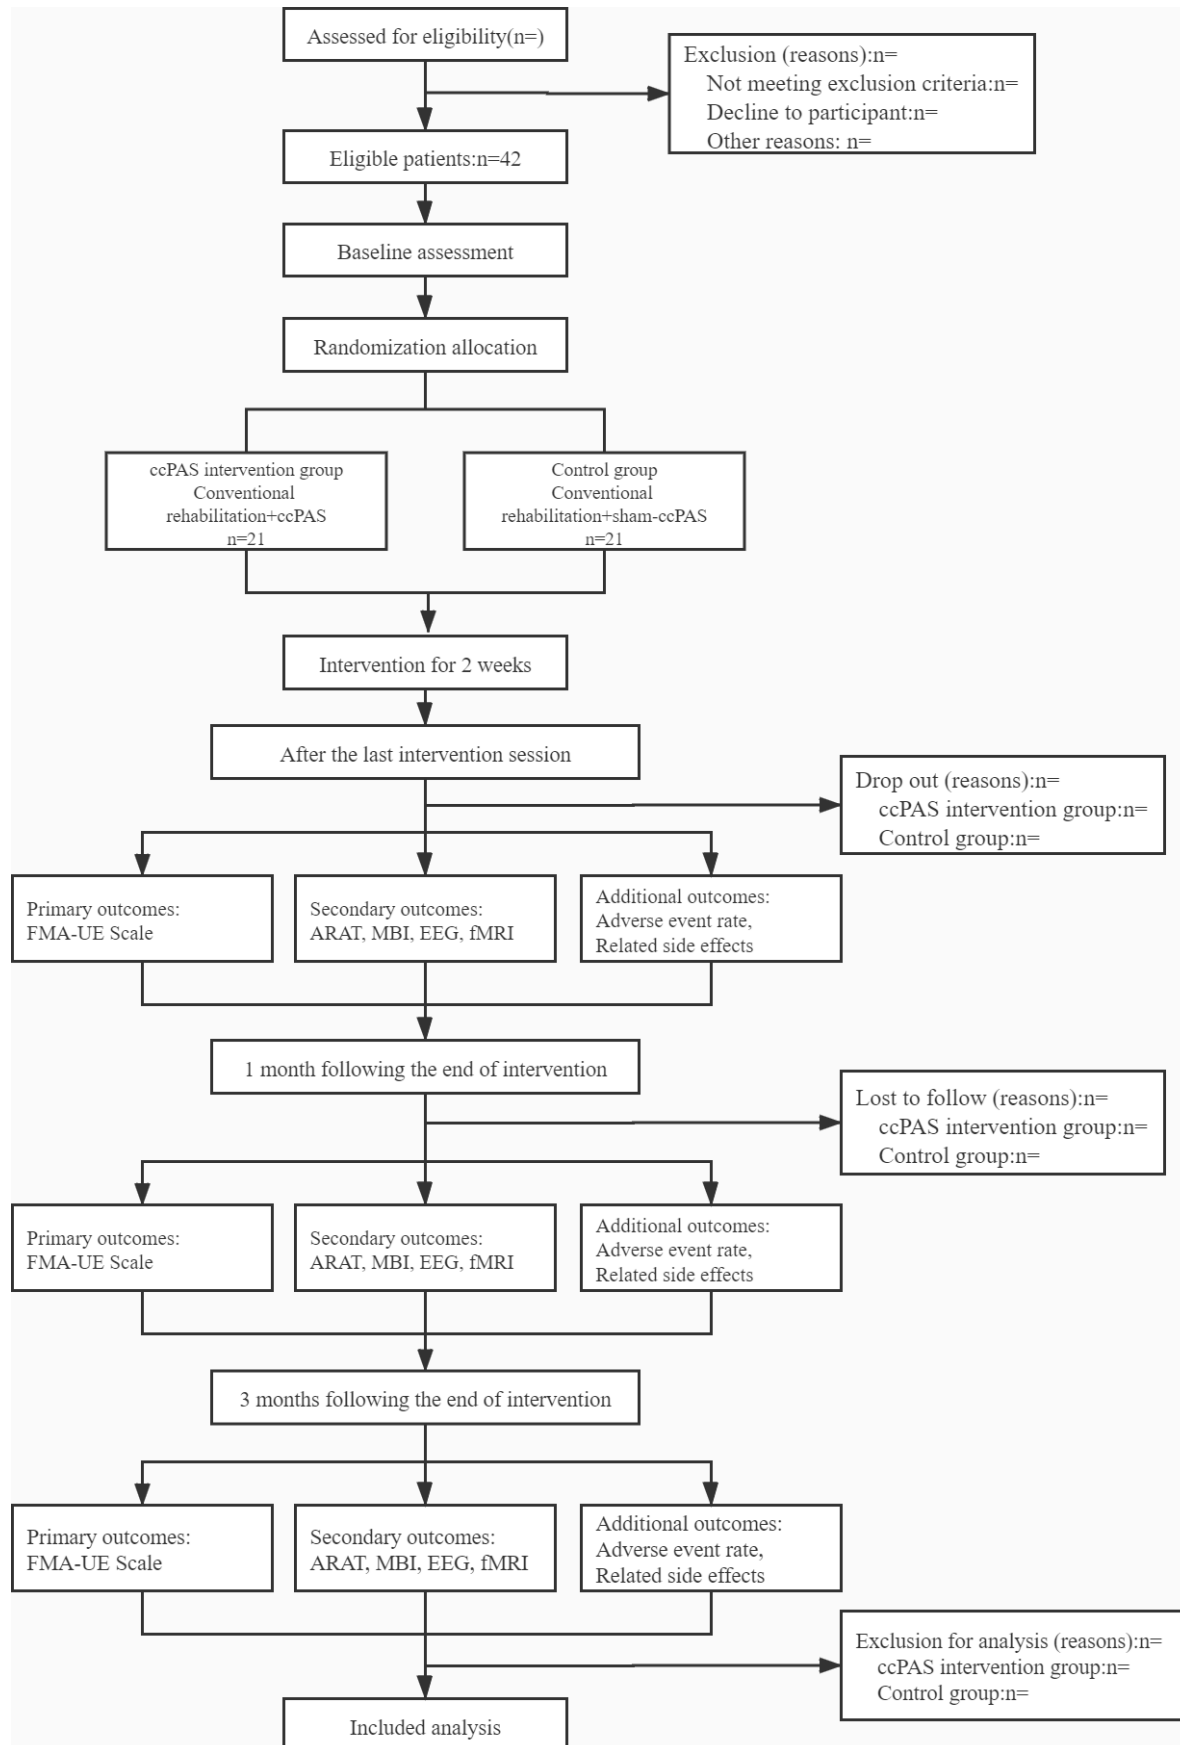 Assessed for eligibility(n=)
Exclusion (reasons):n=
Not meeting exclusion criteria:n=
Decline to participant:n=
Other reasons: n=
Eligible patients:n=42
Baseline assessment
Randomization allocation
ccPAS intervention group
Conventional
rehabilitation+ccPAS
n=21
Control group
Conventional
rehabilitation+sham-ccPAS
n=21
Intervention for 2 weeks
After the last intervention session
Drop out (reasons):n=
ccPAS intervention group:n=
Control group:n=
Primary outcomes:
FMA-UE Scale
Secondary outcomes:
ARAT, MBI, EEG, fMRI
Additional outcomes:
Adverse event rate,
Related side effects
1 month following the end of intervention
Lost to follow (reasons):n=
ccPAS intervention group:n=
Control group:n=
Primary outcomes:
FMA-UE Scale
Secondary outcomes:
ARAT, MBI, EEG, fMRI
Additional outcomes:
Adverse event rate,
Related side effects
3 months following the end of intervention
Primary outcomes:
FMA-UE Scale
Secondary outcomes:
ARAT, MBI, EEG, fMRI
Additional outcomes:
Adverse event rate,
Related side effects
Exclusion for analysis (reasons):n=
ccPAS intervention group:n=
Control group:n=
Included analysis